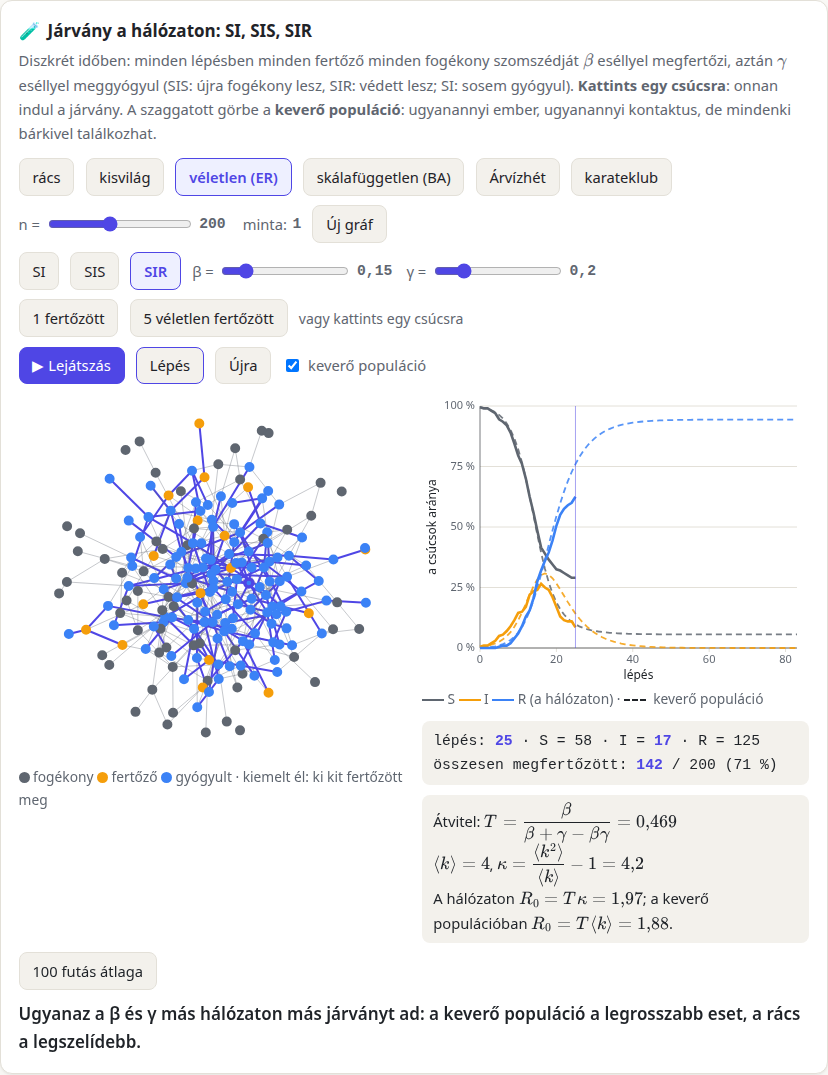 🧪 Járvány a hálózaton: SI, SIS, SIR
Diszkrét időben: minden lépésben minden fertőző minden fogékony szomszédját β eséllyel megfertőzi, aztán γ
eséllyel meggyógyul (SIS: újra fogékony lesz, SIR: védett lesz; SI: sosem gyógyul). Kattints egy csúcsra: onnan
indul a járvány. A szaggatott görbe a keverő populáció: ugyanannyi ember, ugyanannyi kontaktus, de mindenki
bárkivel találkozhat.
rács kisvilág véletlen (ER) skálafüggetlen (BA) Árvízhét karateklub
n = 200 minta: 1 Új gráf
SI SIS SIR β = 0,15 γ = 0,2
1 fertőzött 5 véletlen fertőzött vagy kattints egy csúcsra
▶ Lejátszás Lépés Újra keverő populáció
100 %
75 %
50 %
25 %
0 %
a csúcsok aránya
0 20 40 60 80
lépés
S I R (a hálózaton) · keverő populáció
fogékony fertőző gyógyult · kiemelt él: ki kit fertőzött
meg
lépés: 25 · S = 58 · I = 17 · R = 125
összesen megfertőzött: 142 / 200 (71 %)
Átvitel: T = β / (β + γ − βγ) = 0,469
⟨k⟩ = 4, κ = ⟨k²⟩ / ⟨k⟩ − 1 = 4,2
A hálózaton R₀ = Tκ = 1,97; a keverő
populációban R₀ = T⟨k⟩ = 1,88.
100 futás átlaga
Ugyanaz a β és γ más hálózaton más járványt ad: a keverő populáció a legrosszabb eset, a rács
a legszelídebb.